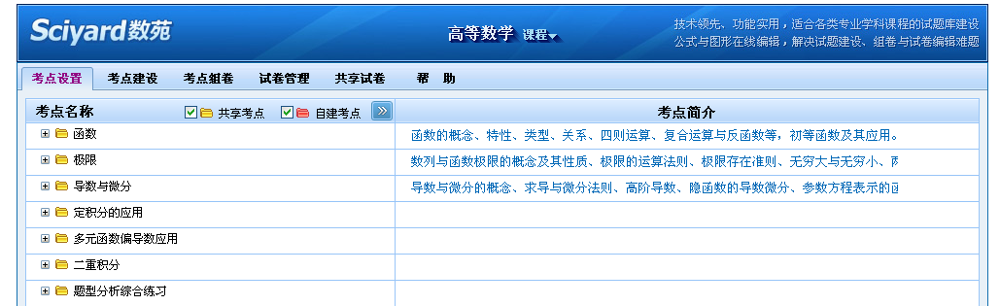 Sciyard数苑
高等数学 课程
技术领先、功能实用，适合各类专业学科课程的试题库建设
公式与图形在线编辑，解决试题建设、组卷与试卷编辑难题
考点设置 考点建设 考点组卷 试卷管理 共享试卷 帮 助
考点名称 共享考点 自建考点 考点简介
函数 函数的概念、特性、类型、关系、四则运算、复合运算与反函数等，初等函数及其应用。
极限 数列与函数极限的概念及其性质、极限的运算法则、极限存在准则、无穷大与无穷小、两
导数与微分 导数与微分的概念、求导与微分法则、高阶导数、隐函数的导数微分、参数方程表示的函
定积分的应用
多元函数偏导数应用
二重积分
题型分析综合练习